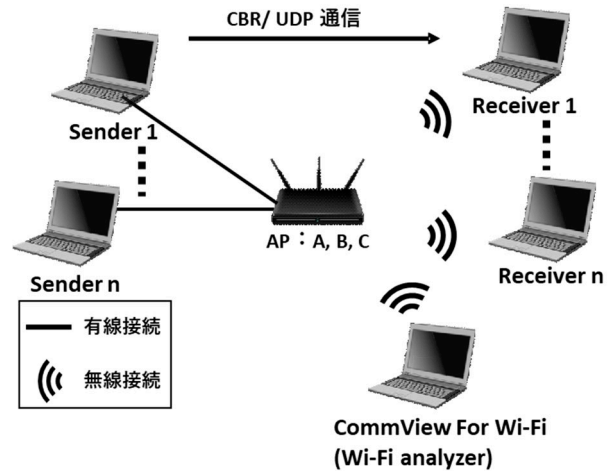 CBR/ UDP 通信
Sender 1
Receiver 1
AP：A, B, C
Sender n
Receiver n
有線接続
無線接続
CommView For Wi-Fi
(Wi-Fi analyzer)